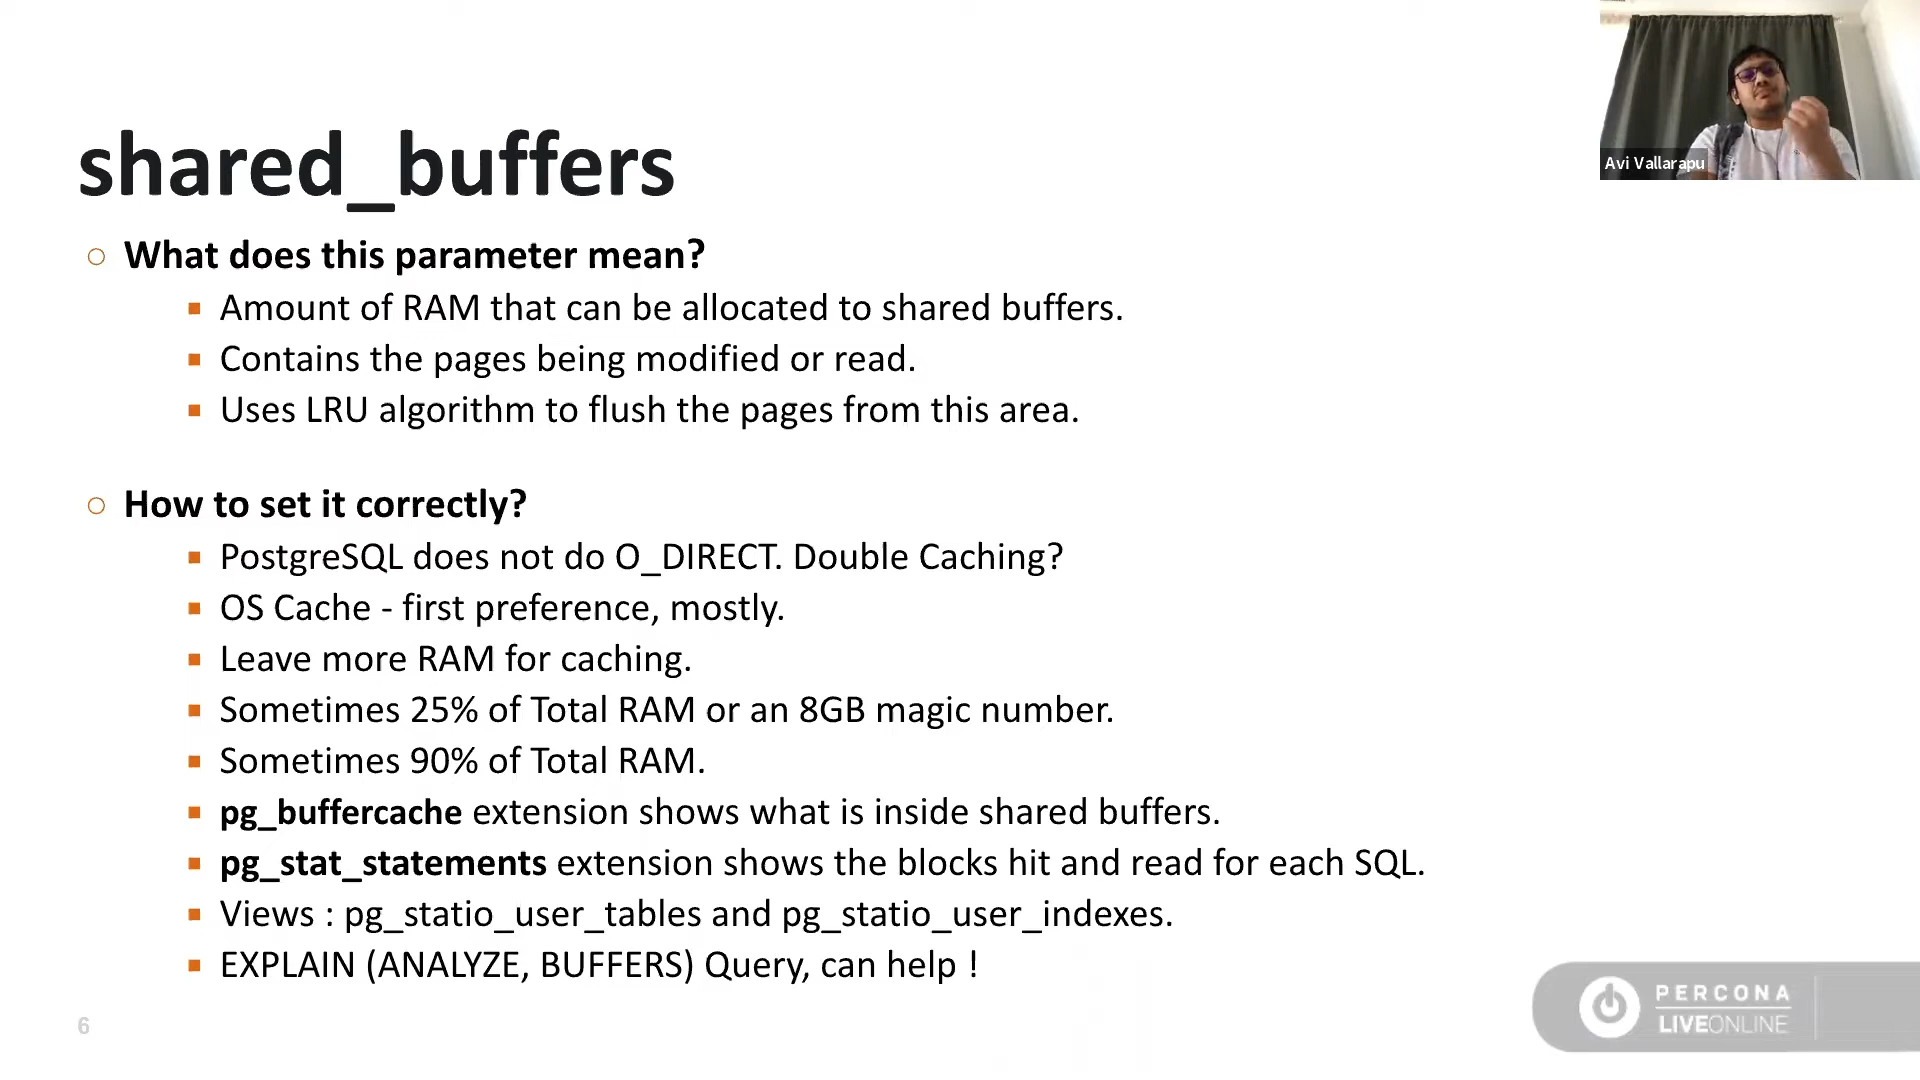 Avi Vallarapu
shared_buffers
○ What does this parameter mean?
▪ Amount of RAM that can be allocated to shared buffers.
▪ Contains the pages being modified or read.
▪ Uses LRU algorithm to flush the pages from this area.
○ How to set it correctly?
▪ PostgreSQL does not do O_DIRECT. Double Caching?
▪ OS Cache - first preference, mostly.
▪ Leave more RAM for caching.
▪ Sometimes 25% of Total RAM or an 8GB magic number.
▪ Sometimes 90% of Total RAM.
▪ pg_buffercache extension shows what is inside shared buffers.
▪ pg_stat_statements extension shows the blocks hit and read for each SQL.
▪ Views : pg_statio_user_tables and pg_statio_user_indexes.
▪ EXPLAIN (ANALYZE, BUFFERS) Query, can help !
6
PERCONA
LIVEONLINE